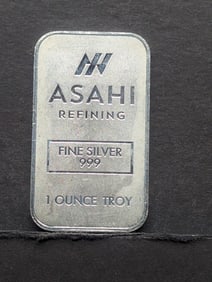 ASAHI
REFINING
FINE SILVER
999
1 OUNCE TROY